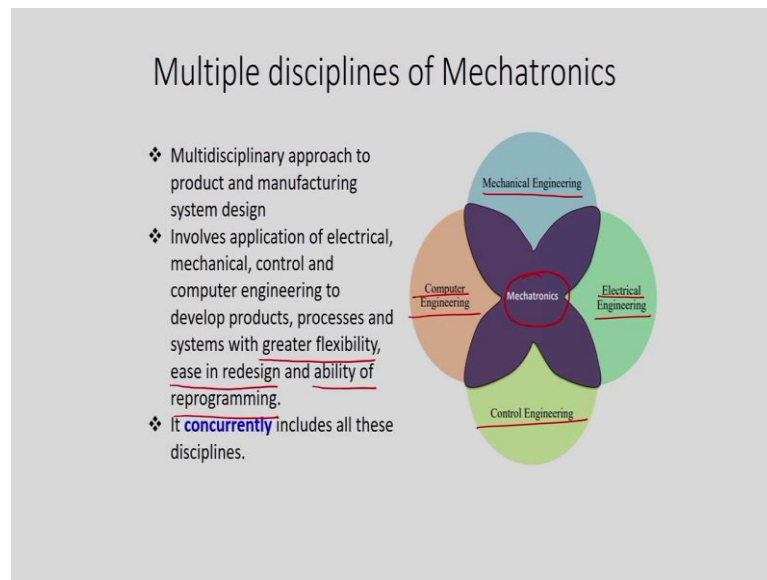 Multiple disciplines of Mechatronics
❖ Multidisciplinary approach to
product and manufacturing
system design
❖ Involves application of electrical,
mechanical, control and
computer engineering to
develop products, processes and
systems with greater flexibility,
ease in redesign and ability of
reprogramming.
❖ It concurrently includes all these
disciplines.
Mechanical Engineering
Computer
Engineering
Mechatronics
Electrical
Engineering
Control Engineering